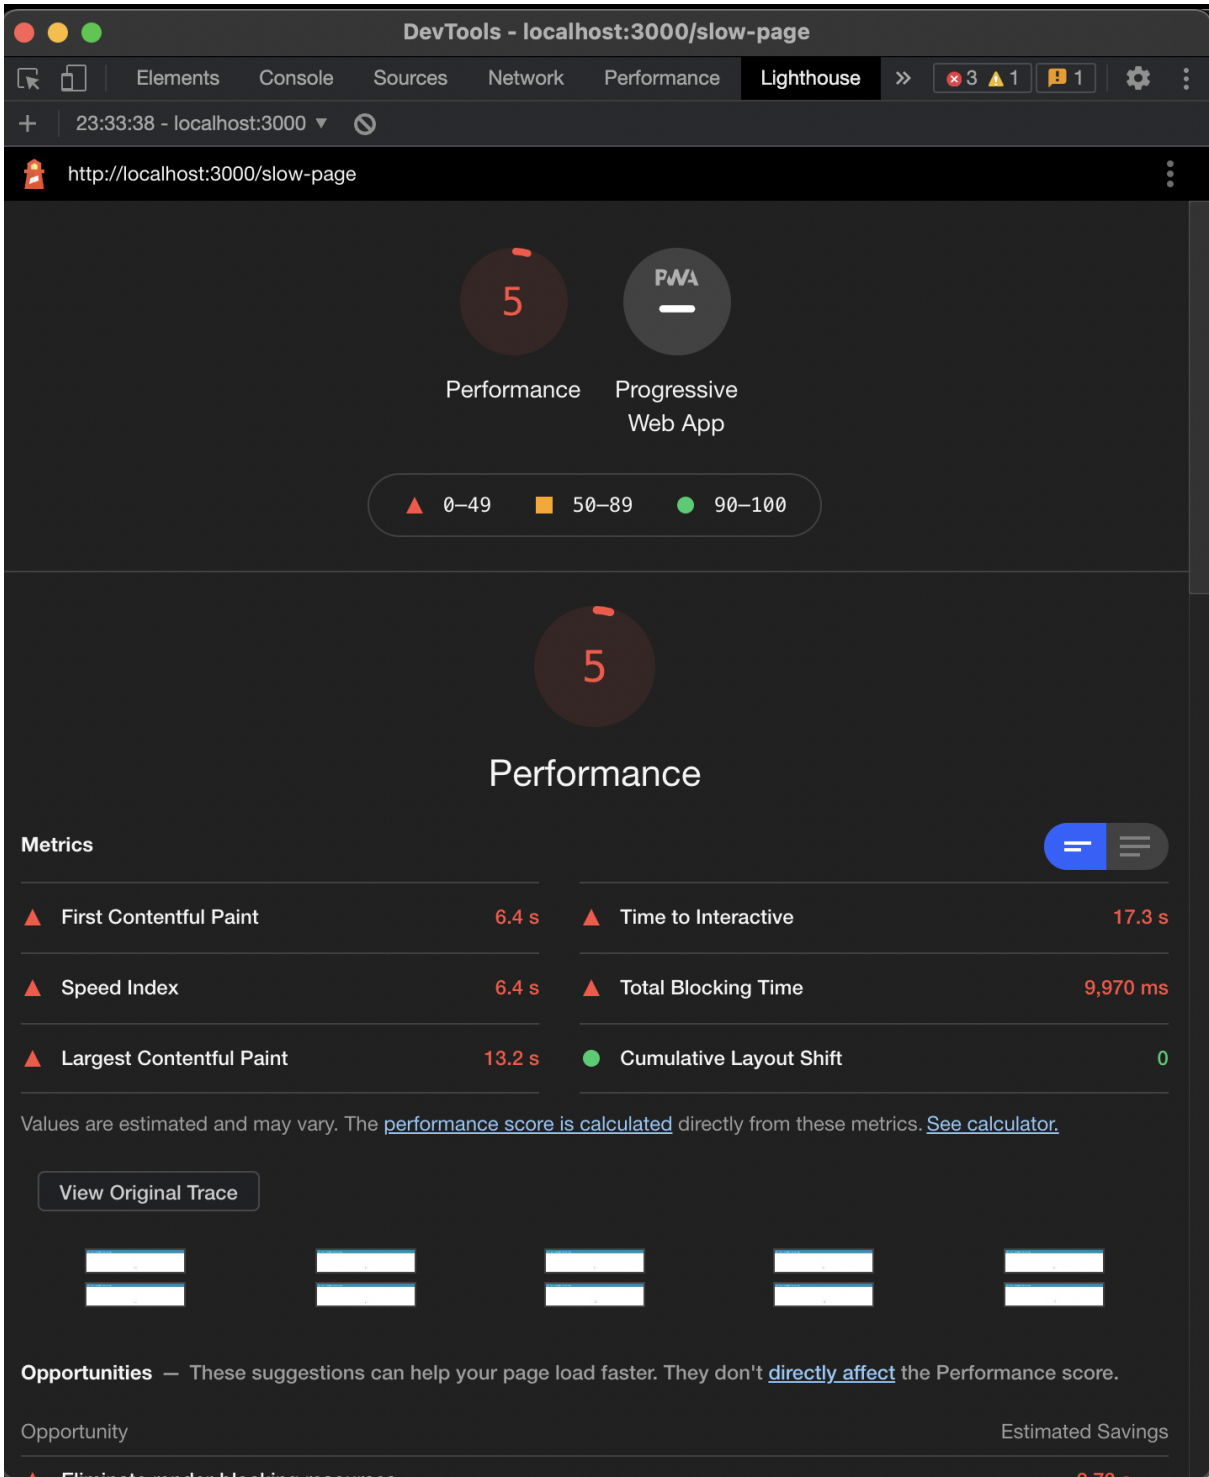 DevTools - localhost:3000/slow-page
Elements Console Sources Network Performance Lighthouse » 3 1 1
+ 23:33:38 - localhost:3000 ▼
http://localhost:3000/slow-page
5 PWA
Performance Progressive
Web App
0–49 50–89 90–100
5
Performance
Metrics
First Contentful Paint 6.4 s Time to Interactive 17.3 s
Speed Index 6.4 s Total Blocking Time 9,970 ms
Largest Contentful Paint 13.2 s Cumulative Layout Shift 0
Values are estimated and may vary. The performance score is calculated directly from these metrics. See calculator.
View Original Trace
Opportunities — These suggestions can help your page load faster. They don't directly affect the Performance score.
Opportunity Estimated Savings
Eliminate render-blocking resources